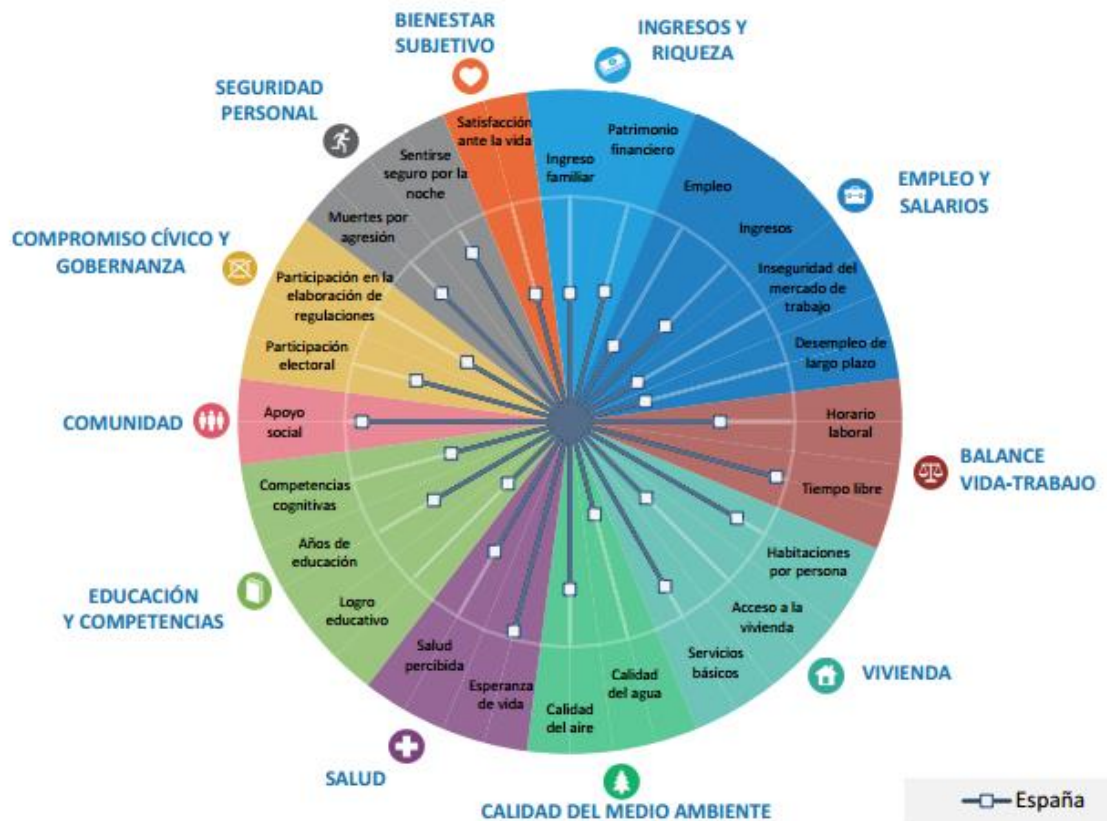 BIENESTAR
SUBJETIVO
INGRESOS Y
RIQUEZA
SEGURIDAD
PERSONAL
EMPLEO Y
SALARIOS
COMPROMISO CÍVICO Y
GOBERNANZA
COMUNIDAD
BALANCE
VIDA-TRABAJO
EDUCACIÓN
Y COMPETENCIAS
VIVIENDA
SALUD
CALIDAD DEL MEDIO AMBIENTE
Satisfacción
ante la vida
Ingreso
familiar
Patrimonio
financiero
Empleo
Ingresos
Inseguridad del
mercado de
trabajo
Desempleo de
largo plazo
Horario
laboral
Tiempo libre
Habitaciones
por persona
Acceso a la
vivienda
Servicios
básicos
Calidad
del agua
Calidad
del aire
Esperanza
de vida
Salud
percibida
Logro
educativo
Años de
educación
Competencias
cognitivas
Apoyo
social
Participación
electoral
Participación en la
elaboración de
regulaciones
Muertes por
agresión
Sentirse
seguro por la
noche
España